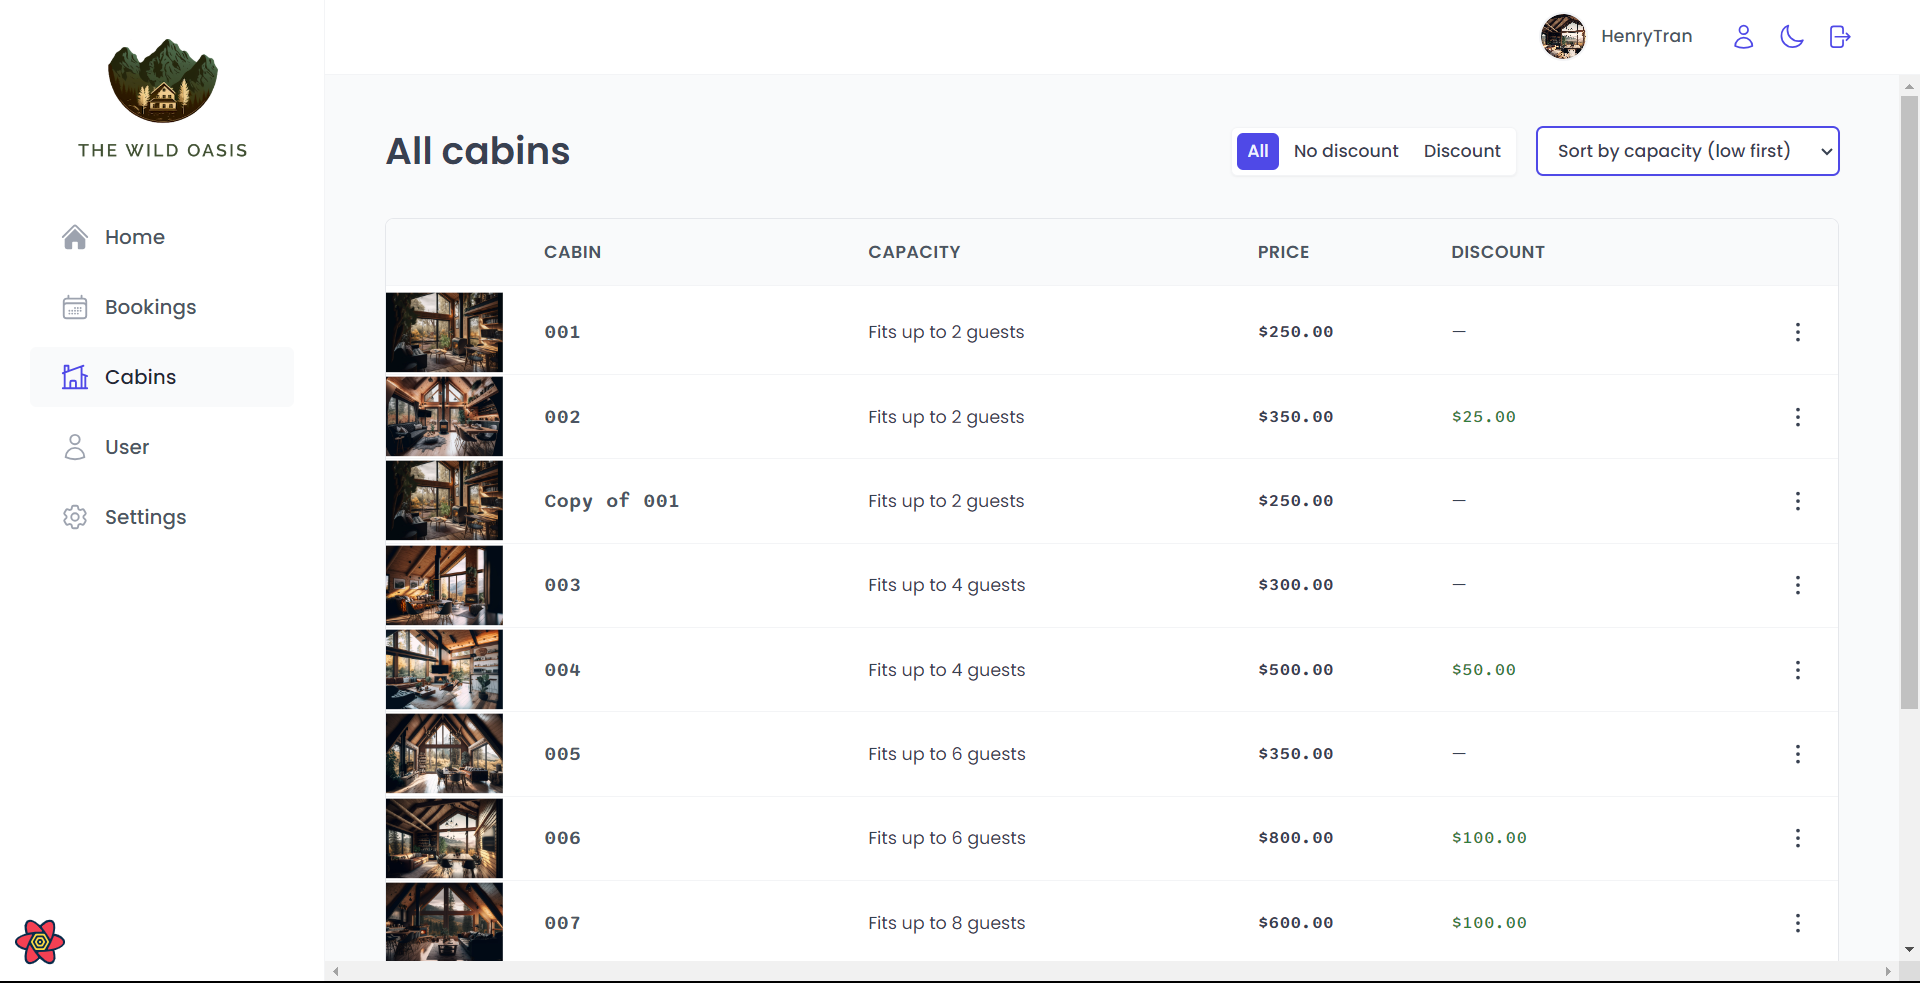 THE WILD OASIS
Home
Bookings
Cabins
User
Settings
HenryTran
All cabins
All No discount Discount
Sort by capacity (low first)
CABIN CAPACITY PRICE DISCOUNT
001 Fits up to 2 guests $250.00 —
002 Fits up to 2 guests $350.00 $25.00
Copy of 001 Fits up to 2 guests $250.00 —
003 Fits up to 4 guests $300.00 —
004 Fits up to 4 guests $500.00 $50.00
005 Fits up to 6 guests $350.00 —
006 Fits up to 6 guests $800.00 $100.00
007 Fits up to 8 guests $600.00 $100.00